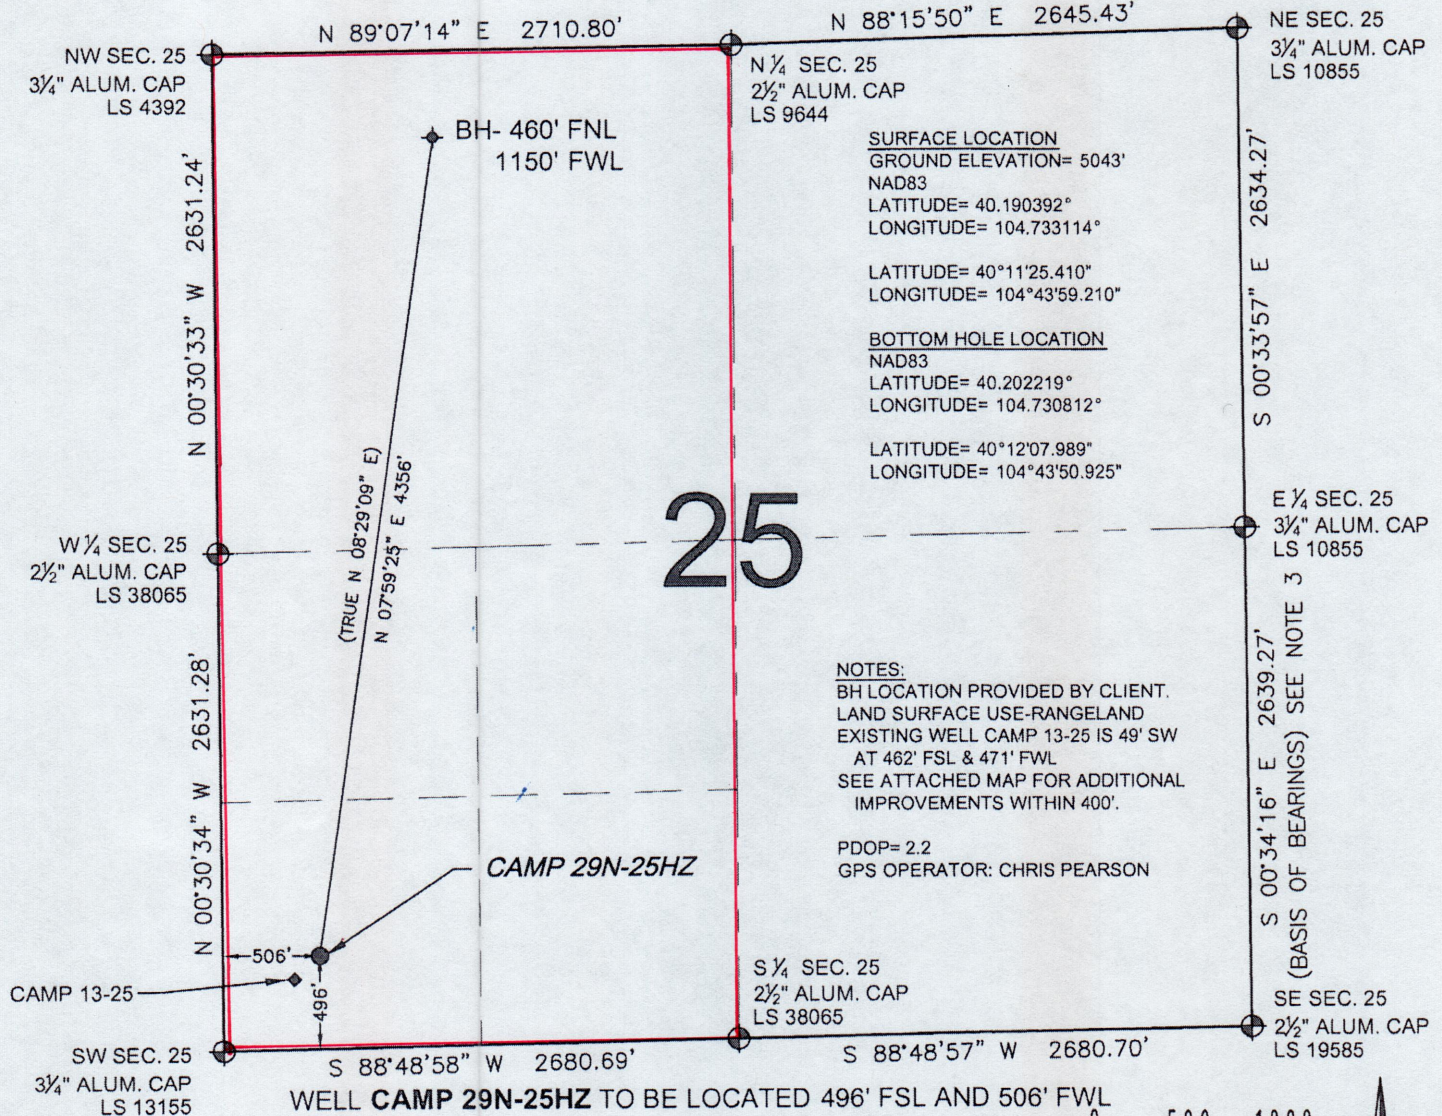 N 89°07'14" E 2710.80'
N 88°15'50" E 2645.43'
NW SEC. 25
3¼" ALUM. CAP
LS 4392
N ¼ SEC. 25
2½" ALUM. CAP
LS 9644
NE SEC. 25
3¼" ALUM. CAP
LS 10855
BH- 460' FNL
1150' FWL
SURFACE LOCATION
GROUND ELEVATION= 5043'
NAD83
LATITUDE= 40.190392°
LONGITUDE= 104.733114°
LATITUDE= 40°11'25.410"
LONGITUDE= 104°43'59.210"
BOTTOM HOLE LOCATION
NAD83
LATITUDE= 40.202219°
LONGITUDE= 104.730812°
LATITUDE= 40°12'07.989"
LONGITUDE= 104°43'50.925"
N 00°30'33" W 2631.24'
S 00°33'57" E 2634.27'
(TRUE N 08°29'09" E)
N 07°59'25" E 4356'
25
W ¼ SEC. 25
2½" ALUM. CAP
LS 38065
E ¼ SEC. 25
3¼" ALUM. CAP
LS 10855
NOTES:
BH LOCATION PROVIDED BY CLIENT.
LAND SURFACE USE-RANGELAND
EXISTING WELL CAMP 13-25 IS 49' SW
AT 462' FSL & 471' FWL
SEE ATTACHED MAP FOR ADDITIONAL
IMPROVEMENTS WITHIN 400'.
PDOP= 2.2
GPS OPERATOR: CHRIS PEARSON
N 00°30'34" W 2631.28'
S 00°34'16" E 2639.27'
(BASIS OF BEARINGS) SEE NOTE 3
CAMP 29N-25HZ
506'
496'
CAMP 13-25
S ¼ SEC. 25
2½" ALUM. CAP
LS 38065
SE SEC. 25
2½" ALUM. CAP
LS 19585
SW SEC. 25
3¼" ALUM. CAP
LS 13155
S 88°48'58" W 2680.69'
S 88°48'57" W 2680.70'
WELL CAMP 29N-25HZ TO BE LOCATED 496' FSL AND 506' FWL